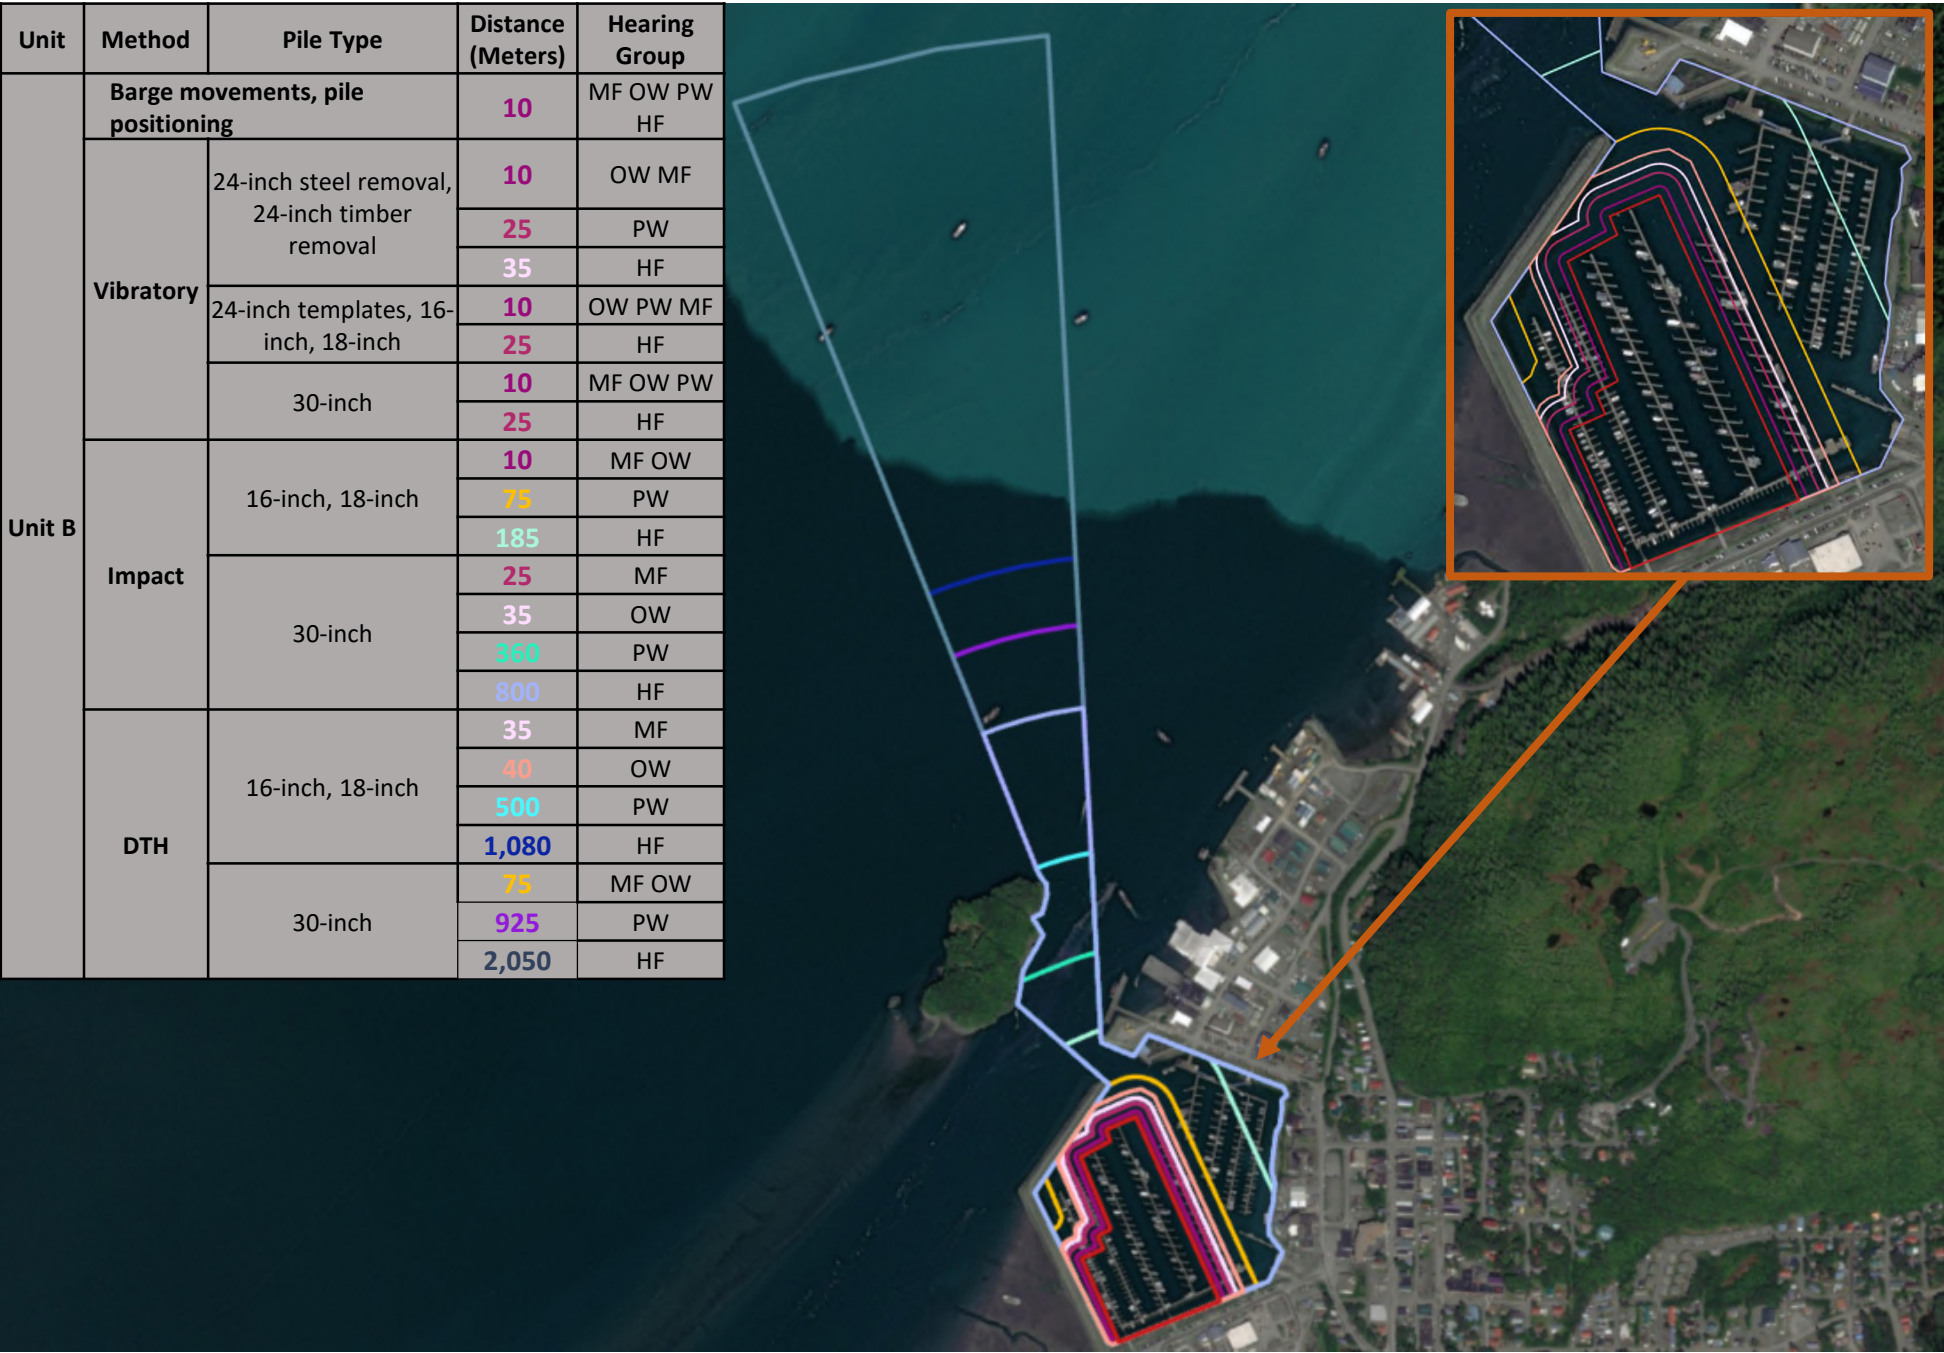 Unit Method Pile Type Distance (Meters) Hearing Group
Unit B
Barge movements, pile
positioning
10 MF OW PW
HF
Vibratory
24-inch steel removal,
24-inch timber
removal
10 OW MF
25 PW
35 HF
24-inch templates, 16-
inch, 18-inch
10 OW PW MF
25 HF
30-inch
10 MF OW PW
25 HF
Impact
16-inch, 18-inch
10 MF OW
75 PW
185 HF
30-inch
25 MF
35 OW
360 PW
800 HF
DTH
16-inch, 18-inch
35 MF
40 OW
500 PW
1,080 HF
30-inch
75 MF OW
925 PW
2,050 HF